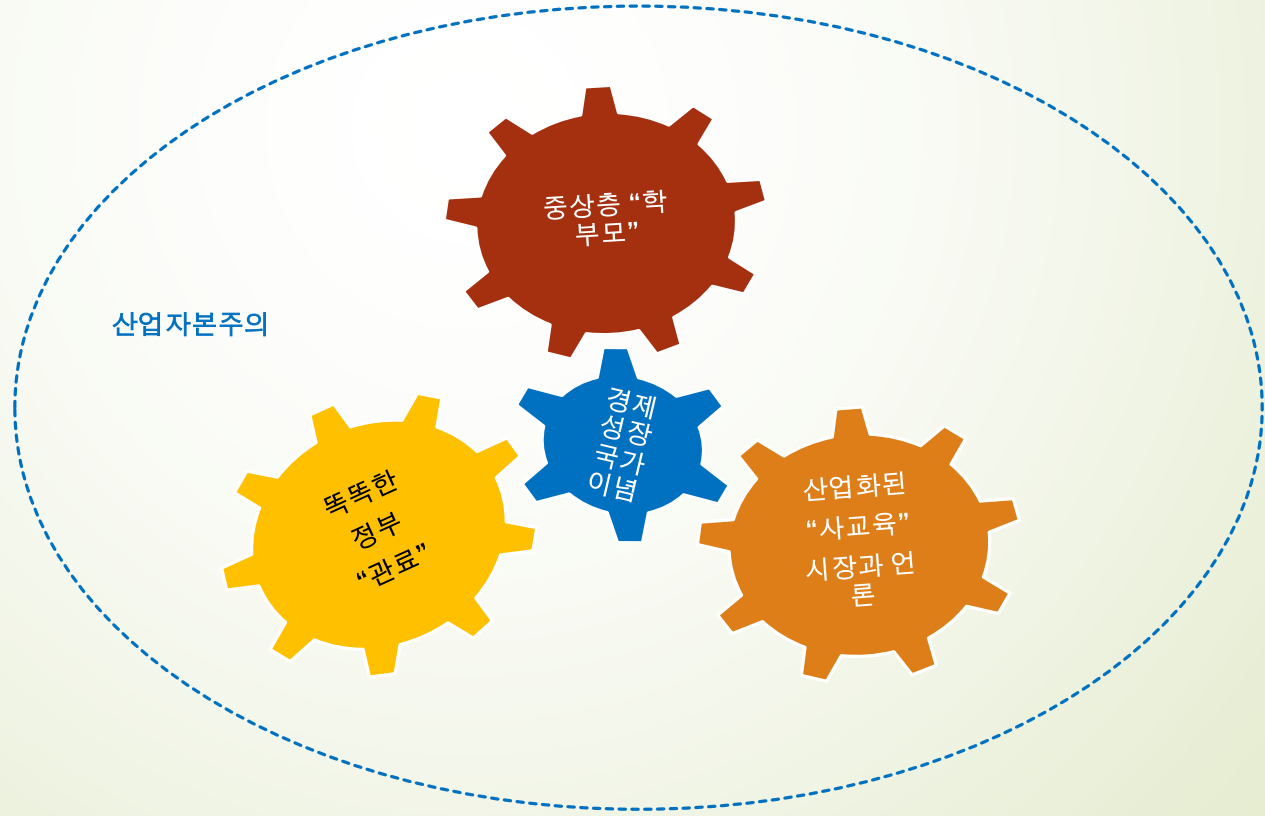 중상층 “학
부모”
산업자본주의
경제
성장
국가
이념
똑똑한
정부
“관료”
산업화된
“사교육”
시장과 언
론